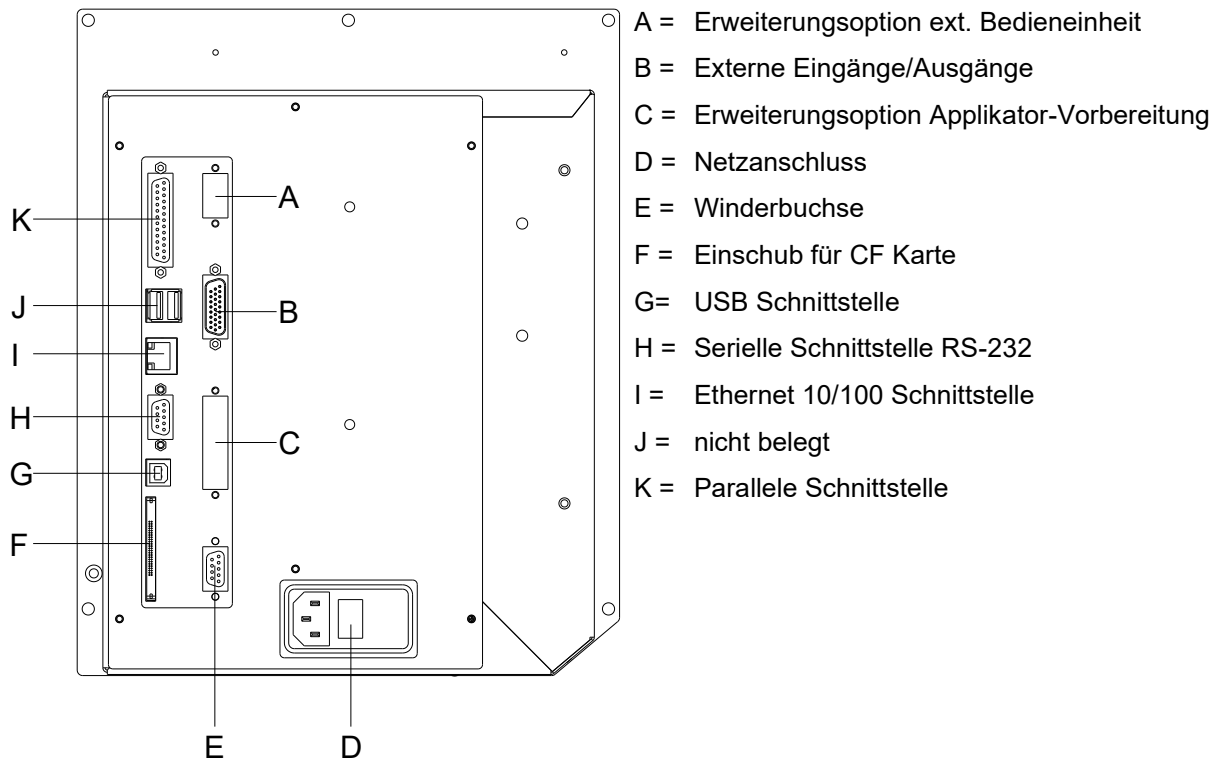 A = Erweiterungsoption ext. Bedieneinheit
B = Externe Eingänge/Ausgänge
C = Erweiterungsoption Applikator-Vorbereitung
D = Netzanschluss
E = Winderbuchse
F = Einschub für CF Karte
G= USB Schnittstelle
H = Serielle Schnittstelle RS-232
I = Ethernet 10/100 Schnittstelle
J = nicht belegt
K = Parallele Schnittstelle
K
A
J
B
I
H
C
G
F
E
D